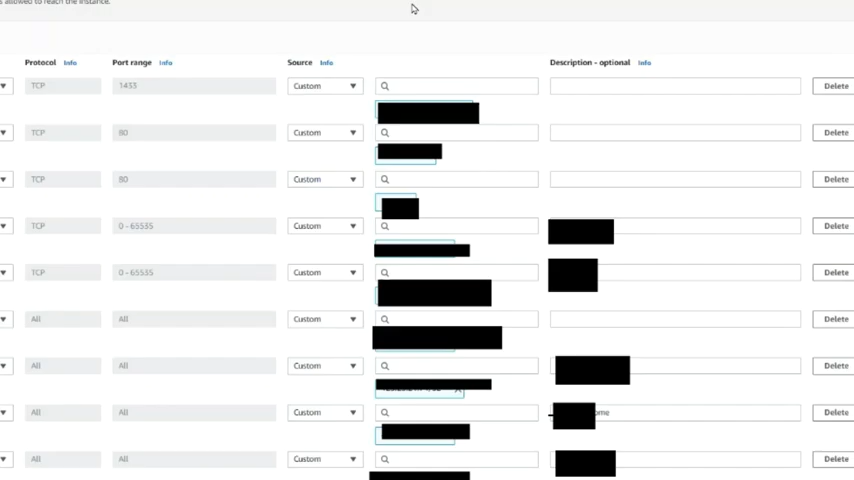 s allowed to reach the instance.
Protocol Info Port range Info Source Info Description - optional Info
TCP 1433 Custom Delete
TCP 80 Custom Delete
TCP 80 Custom Delete
TCP 0 - 65535 Custom Delete
TCP 0 - 65535 Custom Delete
All All Custom Delete
All All Custom Delete
All All Custom ome Delete
All All Custom Delete